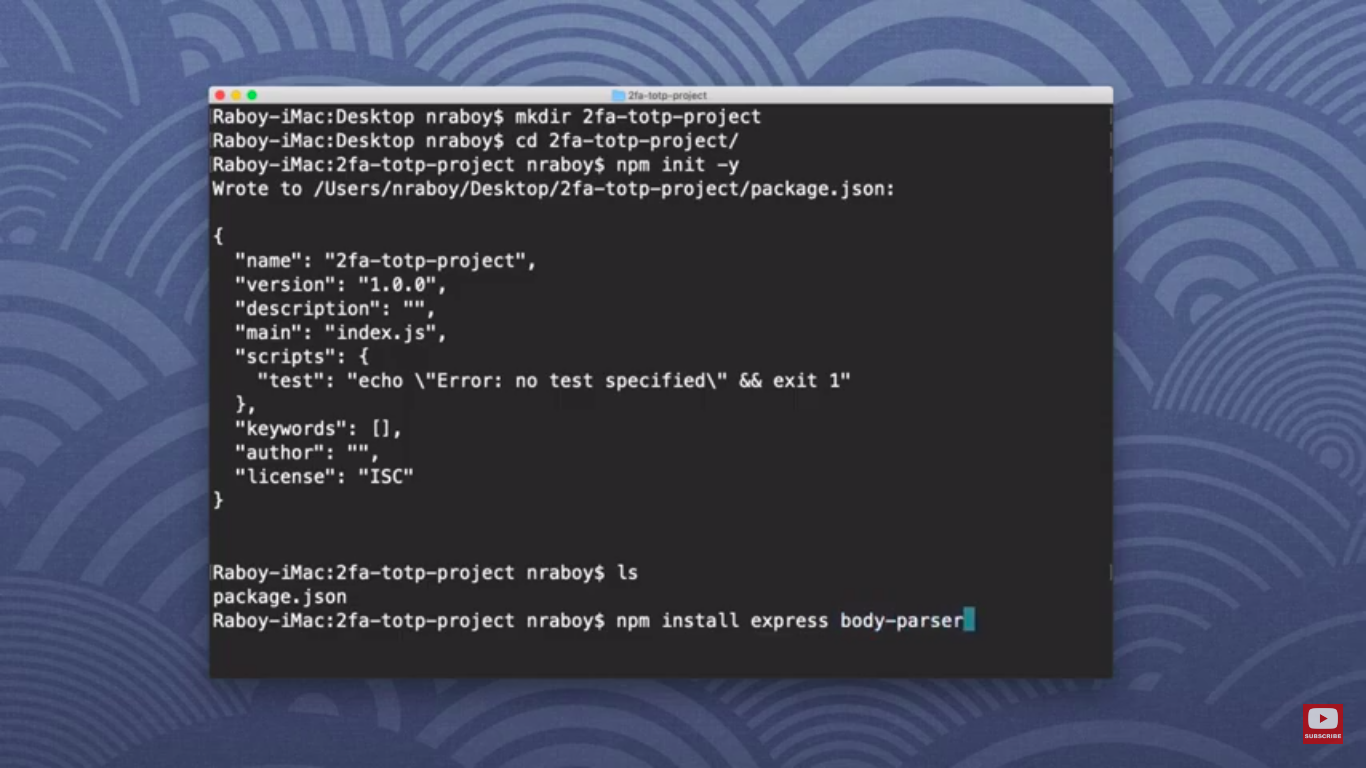 2fa-totp-project
Raboy-iMac:Desktop nraboy$ mkdir 2fa-totp-project
Raboy-iMac:Desktop nraboy$ cd 2fa-totp-project/
Raboy-iMac:2fa-totp-project nraboy$ npm init -y
Wrote to /Users/nraboy/Desktop/2fa-totp-project/package.json:
{
  "name": "2fa-totp-project",
  "version": "1.0.0",
  "description": "",
  "main": "index.js",
  "scripts": {
    "test": "echo \"Error: no test specified\" && exit 1"
  },
  "keywords": [],
  "author": "",
  "license": "ISC"
}
Raboy-iMac:2fa-totp-project nraboy$ ls
package.json
Raboy-iMac:2fa-totp-project nraboy$ npm install express body-parser
SUBSCRIBE